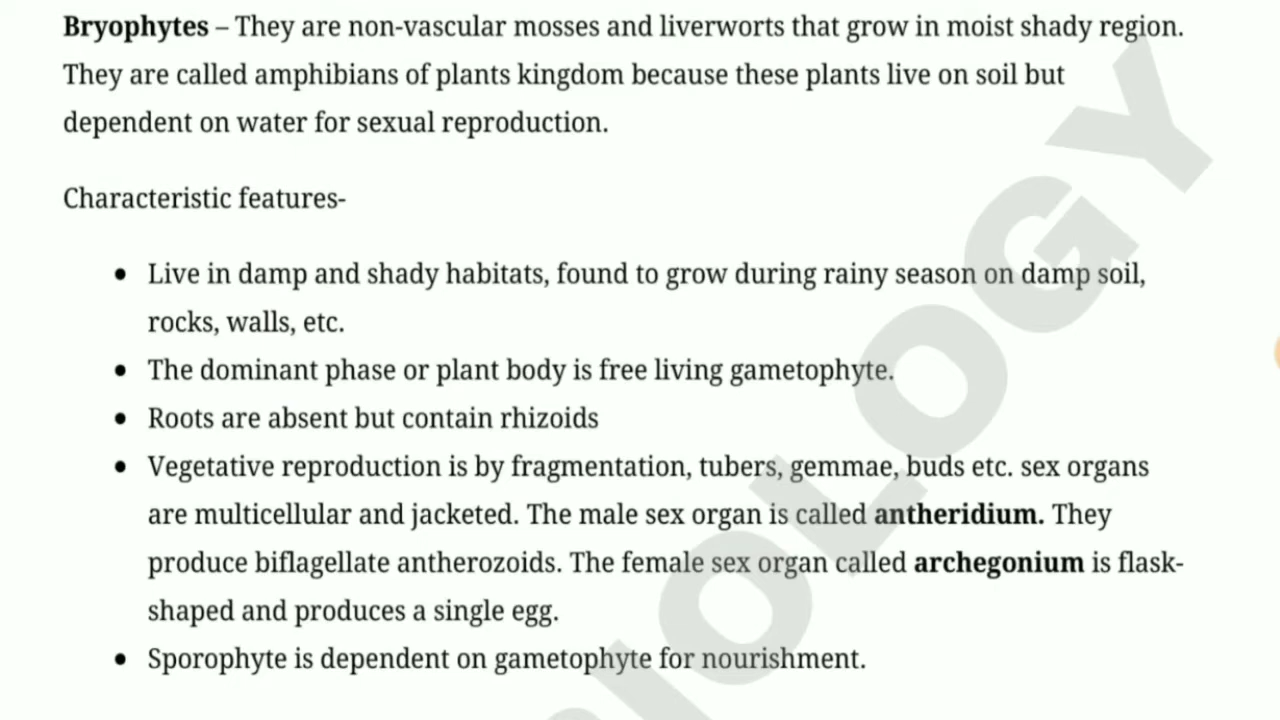 Bryophytes – They are non-vascular mosses and liverworts that grow in moist shady region.
They are called amphibians of plants kingdom because these plants live on soil but
dependent on water for sexual reproduction.
Characteristic features-
• Live in damp and shady habitats, found to grow during rainy season on damp soil,
rocks, walls, etc.
• The dominant phase or plant body is free living gametophyte.
• Roots are absent but contain rhizoids
• Vegetative reproduction is by fragmentation, tubers, gemmae, buds etc. sex organs
are multicellular and jacketed. The male sex organ is called antheridium. They
produce biflagellate antherozoids. The female sex organ called archegonium is flask-
shaped and produces a single egg.
• Sporophyte is dependent on gametophyte for nourishment.
BIOLOGY